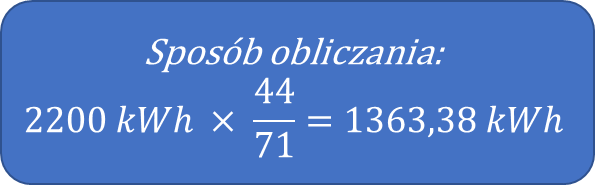 Sposób obliczania:
2200 kWh × 44/71 = 1363,38 kWh